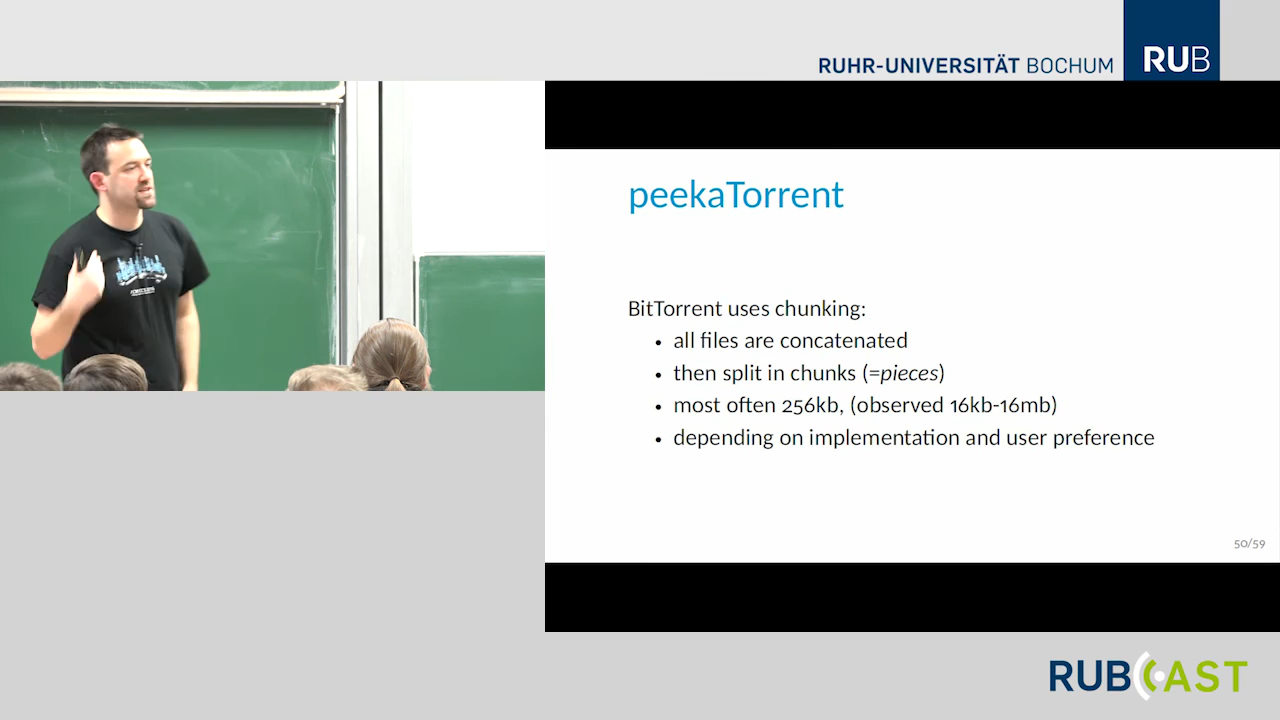 RUHR-UNIVERSITÄT BOCHUM RUB
peekaTorrent
BitTorrent uses chunking:
• all files are concatenated
• then split in chunks (=pieces)
• most often 256kb, (observed 16kb-16mb)
• depending on implementation and user preference
50/59
RUBCAST